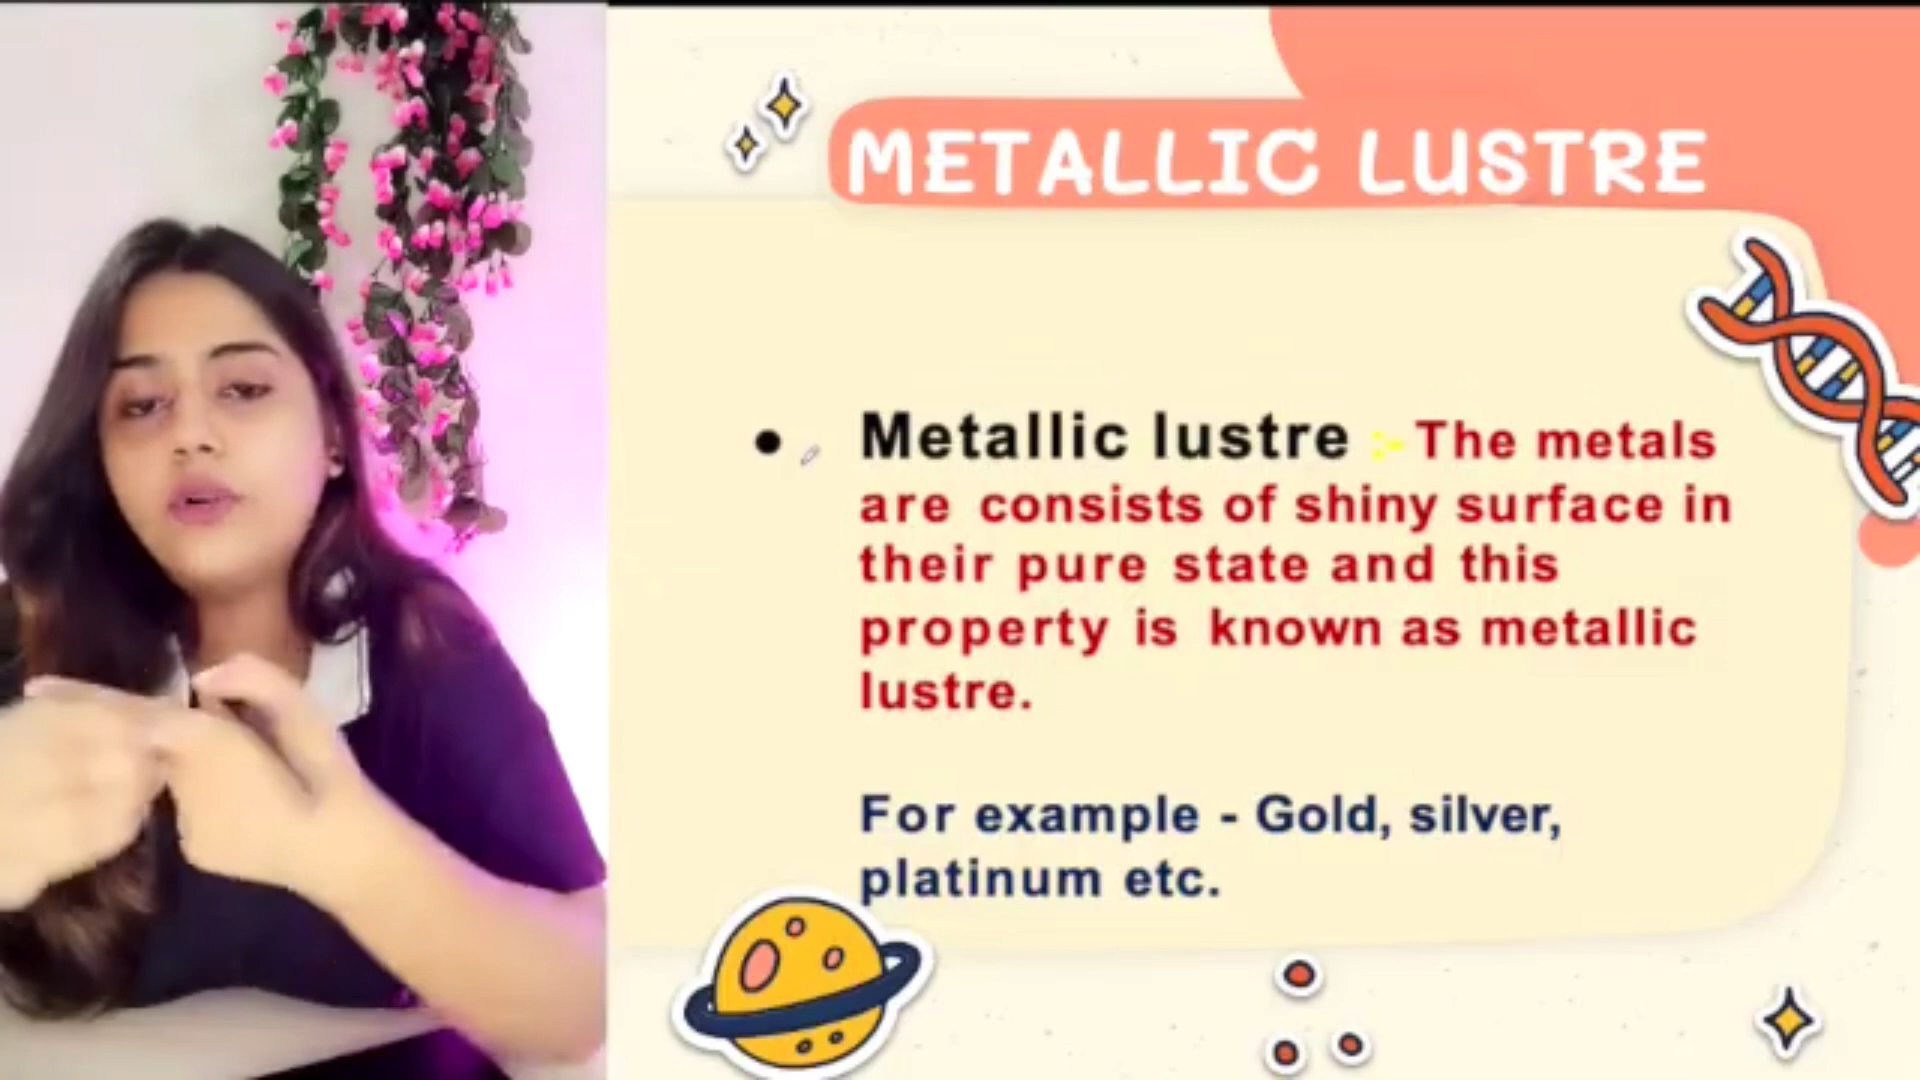 METALLIC LUSTRE
• Metallic lustre :- The metals
are consists of shiny surface in
their pure state and this
property is known as metallic
lustre.
For example - Gold, silver,
platinum etc.